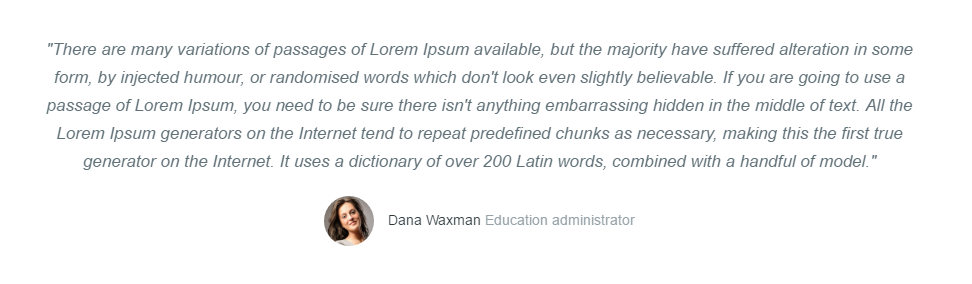 "There are many variations of passages of Lorem Ipsum available, but the majority have suffered alteration in some
form, by injected humour, or randomised words which don't look even slightly believable. If you are going to use a
passage of Lorem Ipsum, you need to be sure there isn't anything embarrassing hidden in the middle of text. All the
Lorem Ipsum generators on the Internet tend to repeat predefined chunks as necessary, making this the first true
generator on the Internet. It uses a dictionary of over 200 Latin words, combined with a handful of model."
Dana Waxman Education administrator